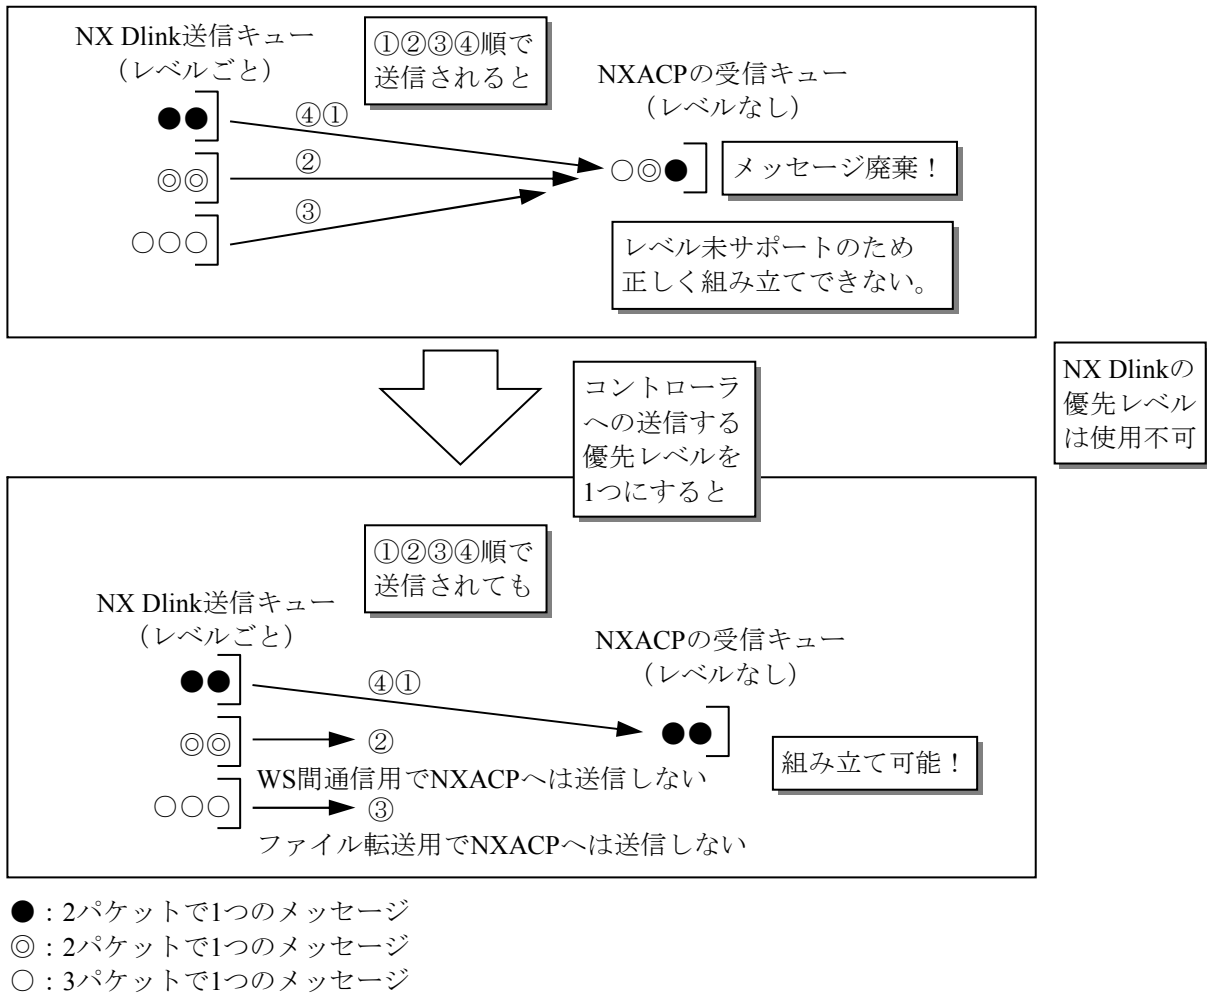 NX Dlink送信キュー
（レベルごと）
①②③④順で
送信されると
NXACPの受信キュー
（レベルなし）
●●
④①
◎◎
②
○◎●
メッセージ廃棄！
○○○
③
レベル未サポートのため
正しく組み立てできない。
コントローラ
への送信する
優先レベルを
1つにすると
NX Dlinkの
優先レベル
は使用不可
①②③④順で
送信されても
NX Dlink送信キュー
（レベルごと）
NXACPの受信キュー
（レベルなし）
●●
④①
●●
◎◎
②
組み立て可能！
WS間通信用でNXACPへは送信しない
○○○
③
ファイル転送用でNXACPへは送信しない
●：2パケットで1つのメッセージ
◎：2パケットで1つのメッセージ
○：3パケットで1つのメッセージ